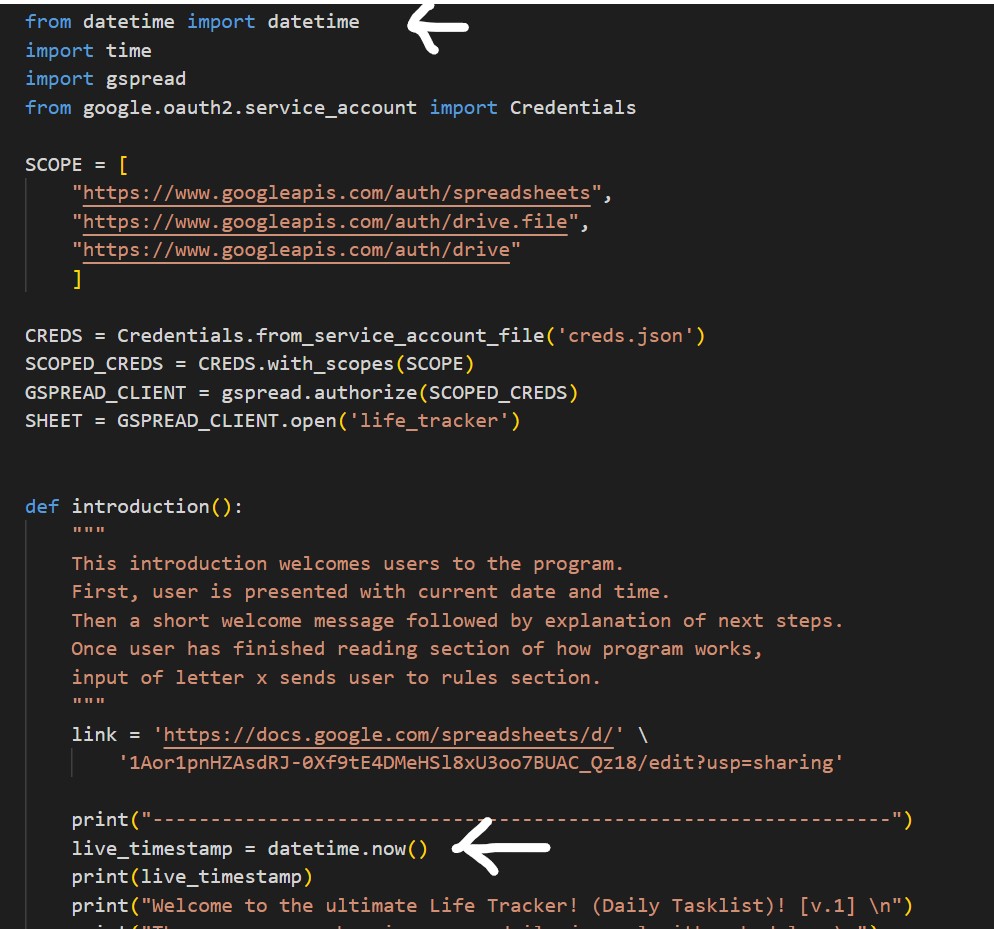 from datetime import datetime
import time
import gspread
from google.oauth2.service_account import Credentials
SCOPE = [
"https://www.googleapis.com/auth/spreadsheets",
"https://www.googleapis.com/auth/drive.file",
"https://www.googleapis.com/auth/drive"
]
CREDS = Credentials.from_service_account_file('creds.json')
SCOPED_CREDS = CREDS.with_scopes(SCOPE)
GSPREAD_CLIENT = gspread.authorize(SCOPED_CREDS)
SHEET = GSPREAD_CLIENT.open('life_tracker')
def introduction():
"""
This introduction welcomes users to the program.
First, user is presented with current date and time.
Then a short welcome message followed by explanation of next steps.
Once user has finished reading section of how program works,
input of letter x sends user to rules section.
"""
link = 'https://docs.google.com/spreadsheets/d/' \
'1Aor1pnHZAsdRJ-0Xf9tE4DMeHSl8xU3oo7BUAC_Qz18/edit?usp=sharing'
print("----------------------------------------------------------------")
live_timestamp = datetime.now()
print(live_timestamp)
print("Welcome to the ultimate Life Tracker! (Daily Tasklist)! [v.1] \n")